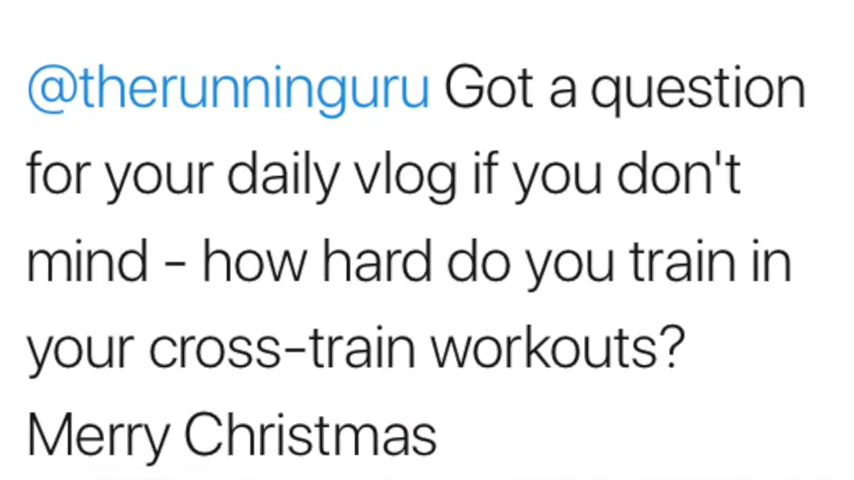 @therunninguru Got a question
for your daily vlog if you don't
mind - how hard do you train in
your cross-train workouts?
Merry Christmas